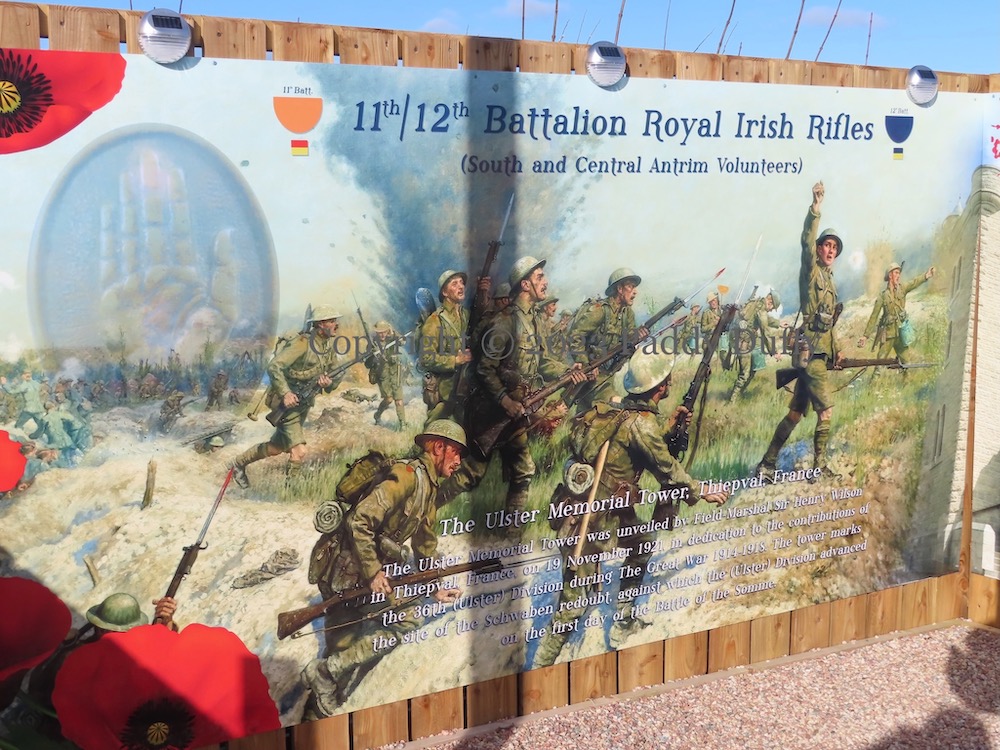 11th Batt
12th Batt
11th/12th Battalion Royal Irish Rifles
(South and Central Antrim Volunteers)
Copyright © Paddy Duffy
The Ulster Memorial Tower, Thiepval, France
The Ulster Memorial Tower was unveiled by Field-Marshal Sir Henry Wilson
in Thiepval, France, on 19 November 1921, in dedication to the contributions of
the 36th (Ulster) Division during The Great War 1914-1918. The tower marks
the site of the Schwaben redoubt, against which the (Ulster) Division advanced
on the first day of the Battle of the Somme.